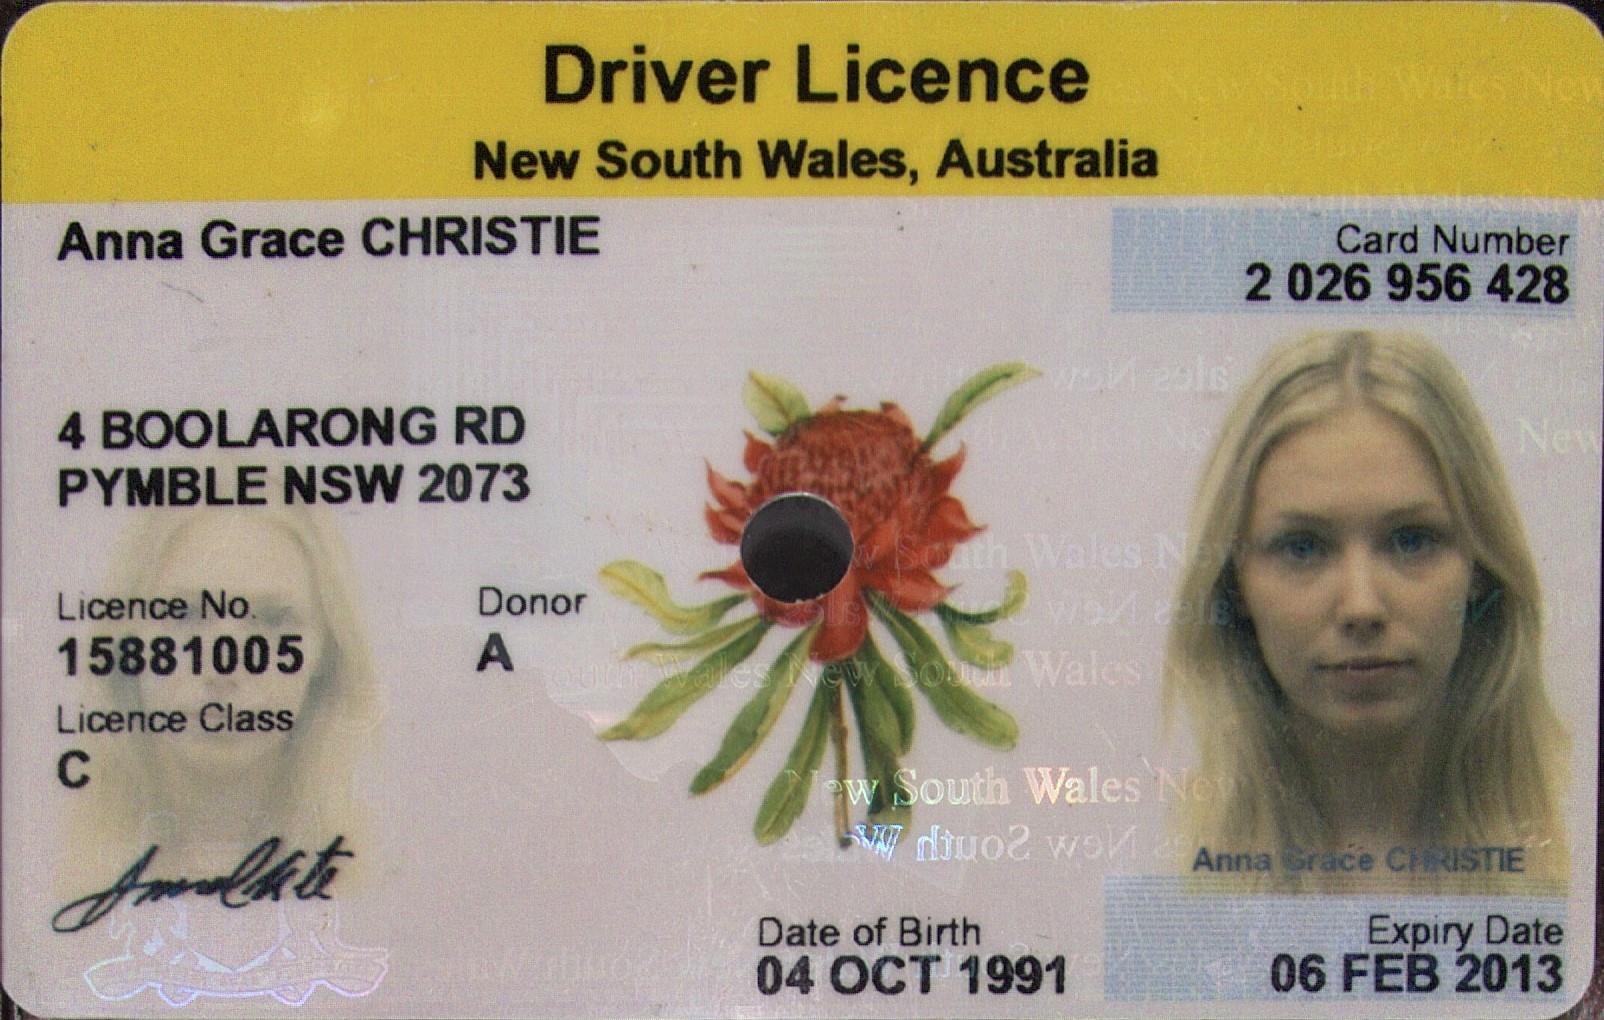 Driver Licence
New South Wales, Australia
Anna Grace CHRISTIE
Card Number
2 026 956 428
4 BOOLARONG RD
PYMBLE NSW 2073
Licence No.
15881005
Donor
A
Licence Class
C
New South Wales New
Anna Grace CHRISTIE
Date of Birth
04 OCT 1991
Expiry Date
06 FEB 2013